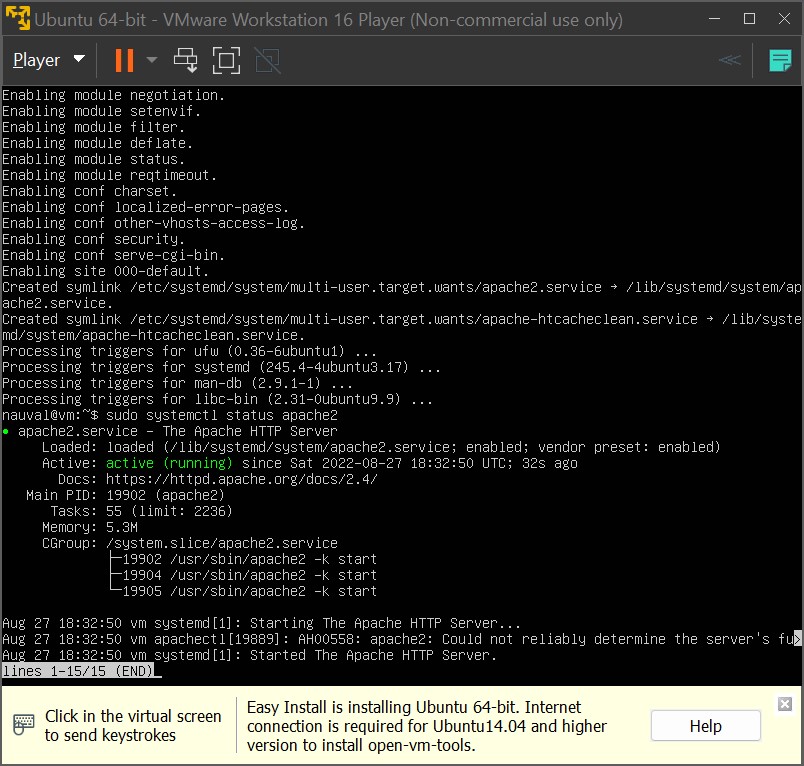 Ubuntu 64-bit - VMware Workstation 16 Player (Non-commercial use only)
Player
Enabling module negotiation.
Enabling module setenvif.
Enabling module filter.
Enabling module deflate.
Enabling module status.
Enabling module reqtimeout.
Enabling conf charset.
Enabling conf localized-error-pages.
Enabling conf other-vhosts-access-log.
Enabling conf security.
Enabling conf serve-cgi-bin.
Enabling site 000-default.
Created symlink /etc/systemd/system/multi-user.target.wants/apache2.service → /lib/systemd/system/ap
ache2.service.
Created symlink /etc/systemd/system/multi-user.target.wants/apache-htcacheclean.service → /lib/syste
md/system/apache-htcacheclean.service.
Processing triggers for ufw (0.36-6ubuntu1) ...
Processing triggers for systemd (245.4-4ubuntu3.17) ...
Processing triggers for man-db (2.9.1-1) ...
Processing triggers for libc-bin (2.31-0ubuntu9.9) ...
nauval@vm:~$ sudo systemctl status apache2
● apache2.service - The Apache HTTP Server
Loaded: loaded (/lib/systemd/system/apache2.service; enabled; vendor preset: enabled)
Active: active (running) since Sat 2022-08-27 18:32:50 UTC; 32s ago
Docs: https://httpd.apache.org/docs/2.4/
Main PID: 19902 (apache2)
Tasks: 55 (limit: 2236)
Memory: 5.3M
CGroup: /system.slice/apache2.service
├─19902 /usr/sbin/apache2 -k start
├─19904 /usr/sbin/apache2 -k start
└─19905 /usr/sbin/apache2 -k start
Aug 27 18:32:50 vm systemd[1]: Starting The Apache HTTP Server...
Aug 27 18:32:50 vm apachectl[19889]: AH00558: apache2: Could not reliably determine the server's fu>
Aug 27 18:32:50 vm systemd[1]: Started The Apache HTTP Server.
lines 1-15/15 (END)
Click in the virtual screen
to send keystrokes
Easy Install is installing Ubuntu 64-bit. Internet
connection is required for Ubuntu14.04 and higher
version to install open-vm-tools.
Help